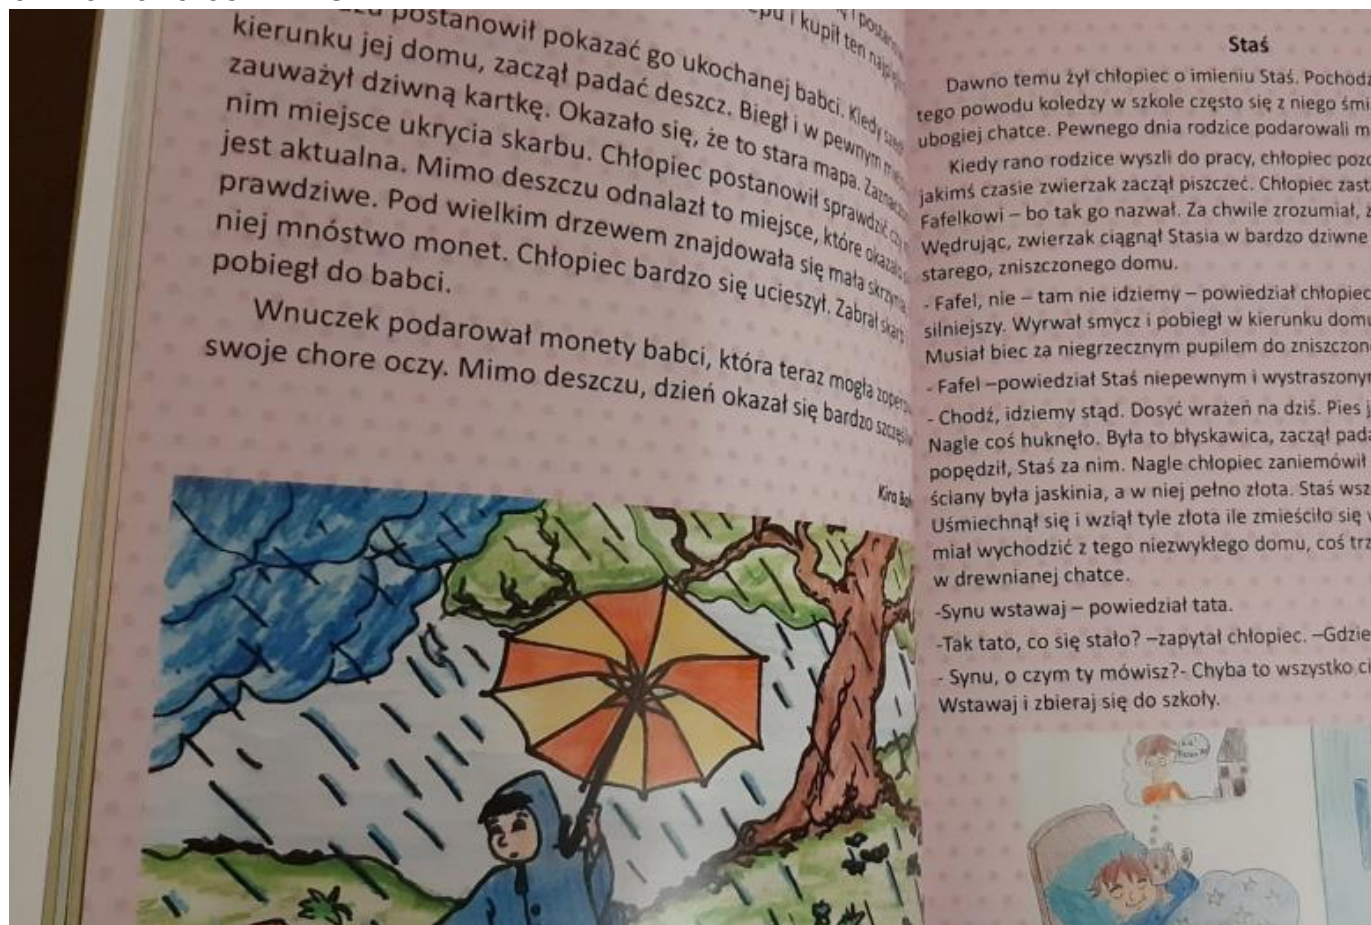 postanowił pokazać go ukochanej babci. Kiedy
kierunku jej domu, zaczął padać deszcz. Biegł i w pewnym
zauważył dziwną kartkę. Okazało się, że to stara mapa.
nim miejsce ukrycia skarbu. Chłopiec postanowił sprawdzić czy
jest aktualna. Mimo deszczu odnalazł to miejsce, które
prawdziwe. Pod wielkim drzewem znajdowała się mała
niej mnóstwo monet. Chłopiec bardzo się ucieszył. Zabrał skarb
pobiegł do babci.
Wnuczek podarował monety babci, która teraz mogła
swoje chore oczy. Mimo deszczu, dzień okazał się bardzo
Kira
i kupił ten
Staś
Dawno temu żył chłopiec o imieniu Staś.
tego powodu koledzy w szkole często się z niego
ubogiej chatce. Pewnego dnia rodzice podarowali
Kiedy rano rodzice wyszli do pracy, chłopiec
jakimś czasie zwierzak zaczął piszczeć. Chłopiec
Fafelkowi – bo tak go nazwał. Za chwile zrozumiał,
Wędrując, zwierzak ciągnął Stasia w bardzo dziwne
starego, zniszczonego domu.
- Fafel, nie – tam nie idziemy – powiedział chłopiec
silniejszy. Wyrwał smycz i pobiegł w kierunku
Musiał biec za niegrzecznym pupilem do
- Fafel –powiedział Staś niepewnym i
- Chodź, idziemy stąd. Dosyć wrażeń na dziś. Pies
Nagle coś huknęło. Była to błyskawica, zaczął
popędził, Staś za nim. Nagle chłopiec zaniemówił
ściany była jaskinia, a w niej pełno złota. Staś
Uśmiechnął się i wziął tyle złota ile zmieściło się
miał wychodzić z tego niezwykłego domu, coś
w drewnianej chatce.
-Synu wstawaj – powiedział tata.
-Tak tato, co się stało? –zapytał chłopiec. –Gdzie
- Synu, o czym ty mówisz?- Chyba to wszystko
Wstawaj i zbieraj się do szkoły.